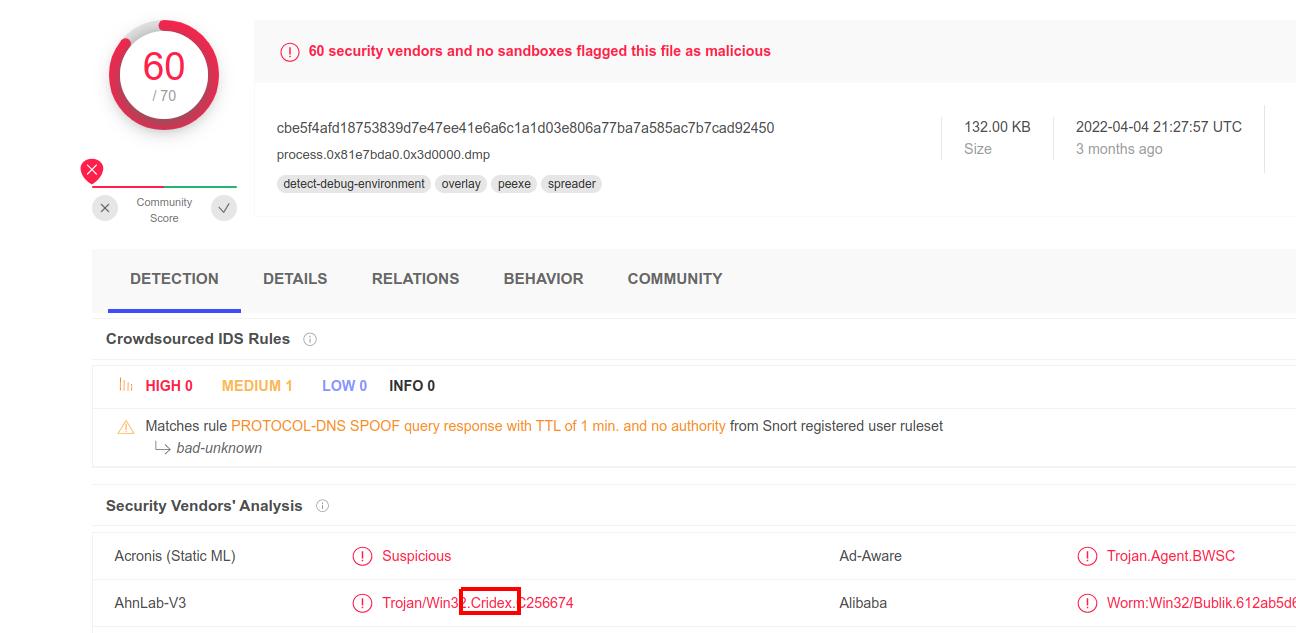 60
/ 70
60 security vendors and no sandboxes flagged this file as malicious
cbe5f4afd18753839d7e47ee41e6a6c1a1d03e806a77ba7a585ac7b7cad92450
process.0x81e7bda0.0x3d0000.dmp
detect-debug-environment overlay peexe spreader
132.00 KB
Size
2022-04-04 21:27:57 UTC
3 months ago
Community
Score
DETECTION DETAILS RELATIONS BEHAVIOR COMMUNITY
Crowdsourced IDS Rules
HIGH 0 MEDIUM 1 LOW 0 INFO 0
Matches rule PROTOCOL-DNS SPOOF query response with TTL of 1 min. and no authority from Snort registered user ruleset
bad-unknown
Security Vendors' Analysis
Acronis (Static ML) Suspicious Ad-Aware Trojan.Agent.BWSC
AhnLab-V3 Trojan/Win32.Cridex.C256674 Alibaba Worm:Win32/Bublik.612ab5d6